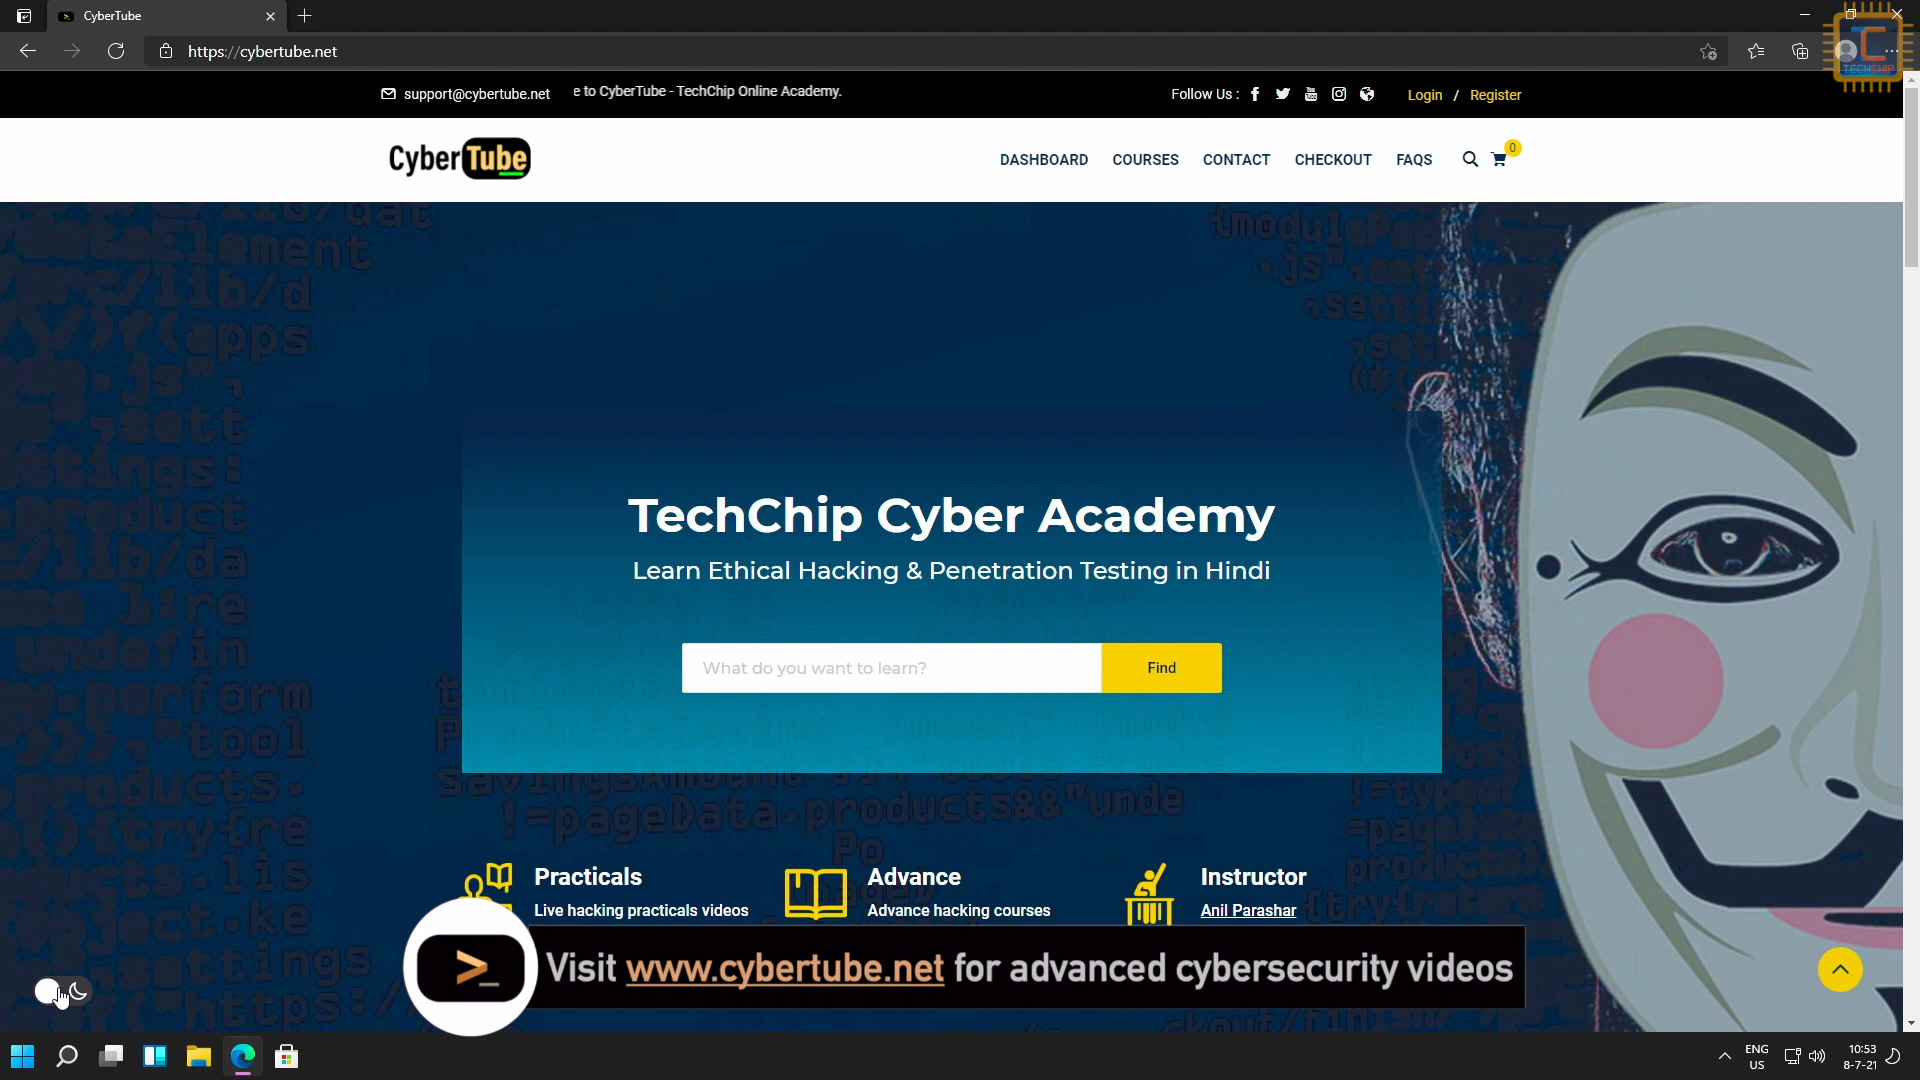 CyberTube
https://cybertube.net
TECHCHIP
support@cybertube.net
e to CyberTube - TechChip Online Academy.
Follow Us :
Login / Register
CyberTube
DASHBOARD
COURSES
CONTACT
CHECKOUT
FAQS
0
TechChip Cyber Academy
Learn Ethical Hacking & Penetration Testing in Hindi
What do you want to learn?
Find
Practicals
Live hacking practicals videos
Advance
Advance hacking courses
Instructor
Anil Parashar
Visit www.cybertube.net for advanced cybersecurity videos
ENG
US
10:53
8-7-21